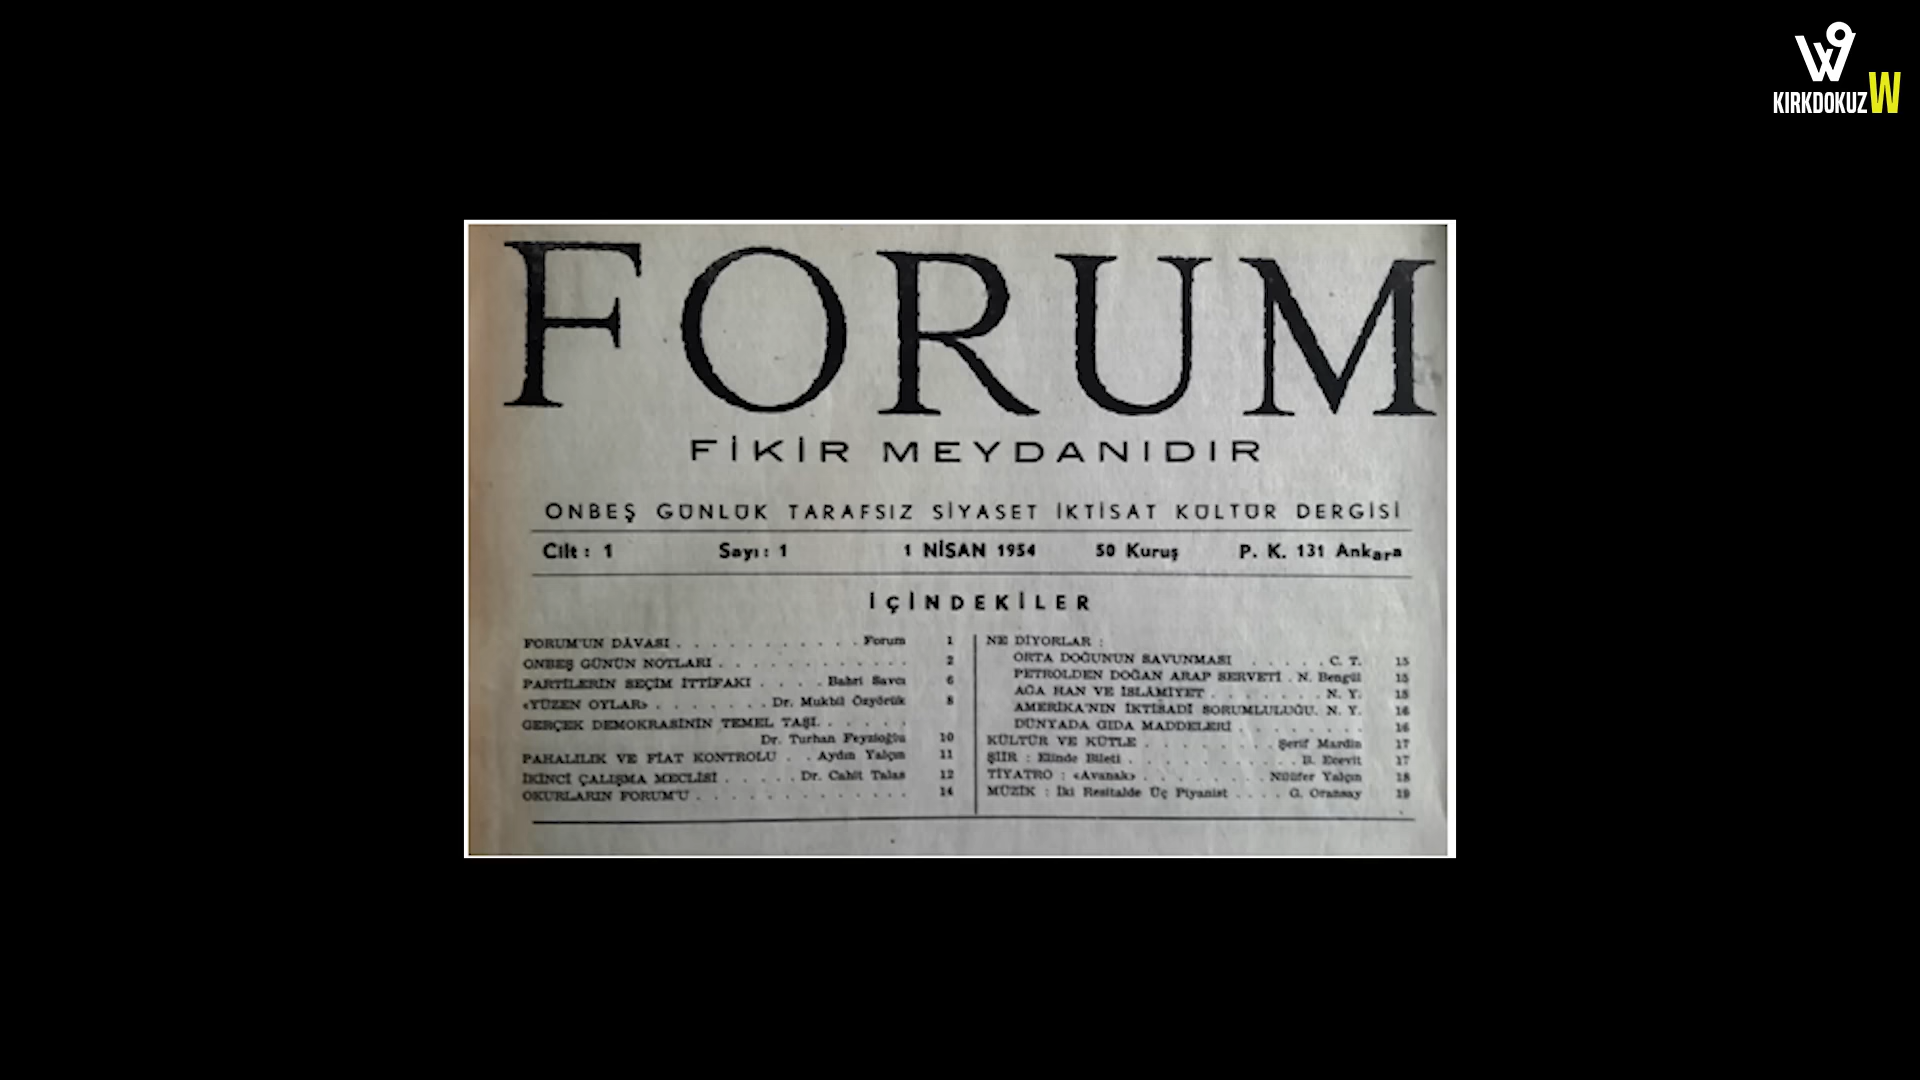 W9
KIRKDOKUZW
FORUM
FİKİR MEYDANIDIR
ONBEŞ GÜNLÜK TARAFSIZ SİYASET İKTİSAT KÜLTÜR DERGİSİ
Cilt : 1 Sayı : 1 1 NİSAN 1954 50 Kuruş P. K. 131 Ankara
İÇİNDEKİLER
FORUM'UN DÂVASI . . . . . . . . . . . . Forum 1
ONBEŞ GÜNÜN NOTLARI . . . . . . . . . . . . 2
PARTİLERİN SEÇİM İTTİFAKI . . . . Bahri Savcı 6
«YÜZEN OYLAR» . . . . . . . Dr. Mukbil Özyörük 8
GERÇEK DEMOKRASİNİN TEMEL TAŞI . . . . .
Dr. Turhan Feyzioğlu 10
PAHALILIK VE FİAT KONTROLU . . Aydın Yalçın 11
İKİNCİ ÇALIŞMA MECLİSİ . . . . . Dr. Cahit Talas 12
OKURLARIN FORUM'U . . . . . . . . . . . . . 14
NE DİYORLAR :
ORTA DOĞUNUN SAVUNMASI . . . . . C. T. 15
PETROLDEN DOĞAN ARAP SERVETİ . N. Bengül 15
AĞA HAN VE İSLÂMİYET . . . . . . . N. Y. 15
AMERİKA'NIN İKTİSADİ SORUMLULUĞU. N. Y. 16
DÜNYADA GIDA MADDELERİ . . . . . . . 16
KÜLTÜR VE KÜTLE . . . . . . . . Şerif Mardin 17
ŞİİR : Elinde Bileti . . . . . . . . . . B. Ecevit 17
TİYATRO : «Avanak» . . . . . . . . Nilüfer Yalçın 18
MÜZİK : İki Resitalde Üç Piyanist . . . . G. Oransay 19